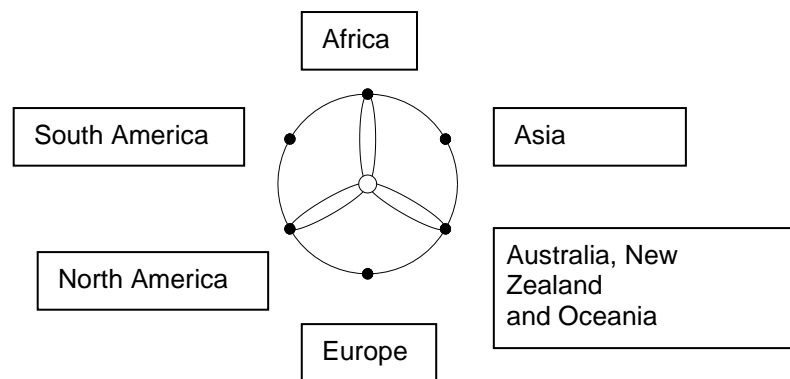 Africa
South America
Asia
North America
Australia, New
Zealand
and Oceania
Europe